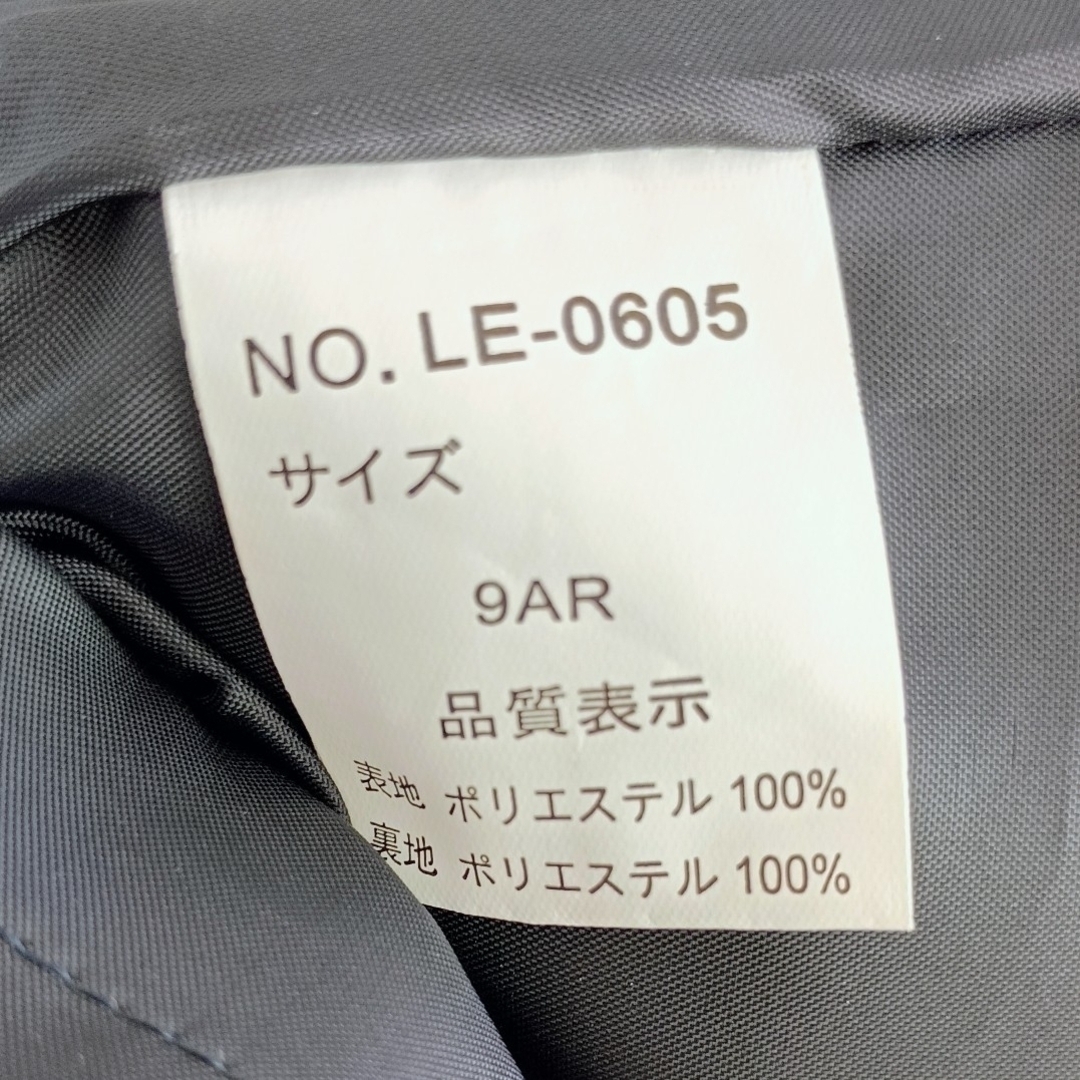 NO. LE-0605
サイズ
9AR
品質表示
表地 ポリエステル 100%
裏地 ポリエステル 100%